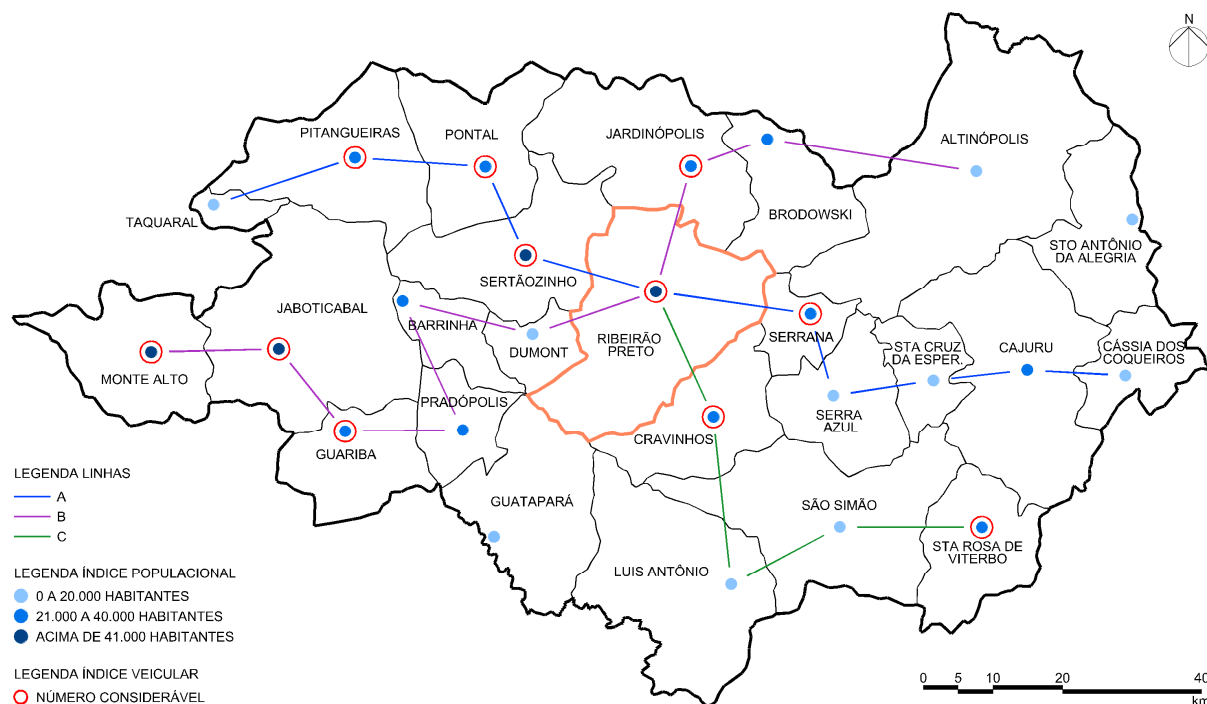 N
PITANGUEIRAS
PONTAL
JARDINÓPOLIS
ALTINÓPOLIS
TAQUARAL
BRODOWSKI
STO ANTÔNIO
DA ALEGRIA
SERTÃOZINHO
JABOTICABAL
BARRINHA
DUMONT
RIBEIRÃO
PRETO
SERRANA
STA CRUZ
DA ESPER.
CAJURU
CÁSSIA DOS
COQUEIROS
MONTE ALTO
PRADÓPOLIS
SERRA
AZUL
CRAVINHOS
GUARIBA
GUATAPARÁ
SÃO SIMÃO
STA ROSA DE
VITERBO
LUIS ANTÔNIO
LEGENDA LINHAS
A
B
C
LEGENDA ÍNDICE POPULACIONAL
0 A 20.000 HABITANTES
21.000 A 40.000 HABITANTES
ACIMA DE 41.000 HABITANTES
LEGENDA ÍNDICE VEICULAR
NÚMERO CONSIDERÁVEL
0 5 10 20 40
km